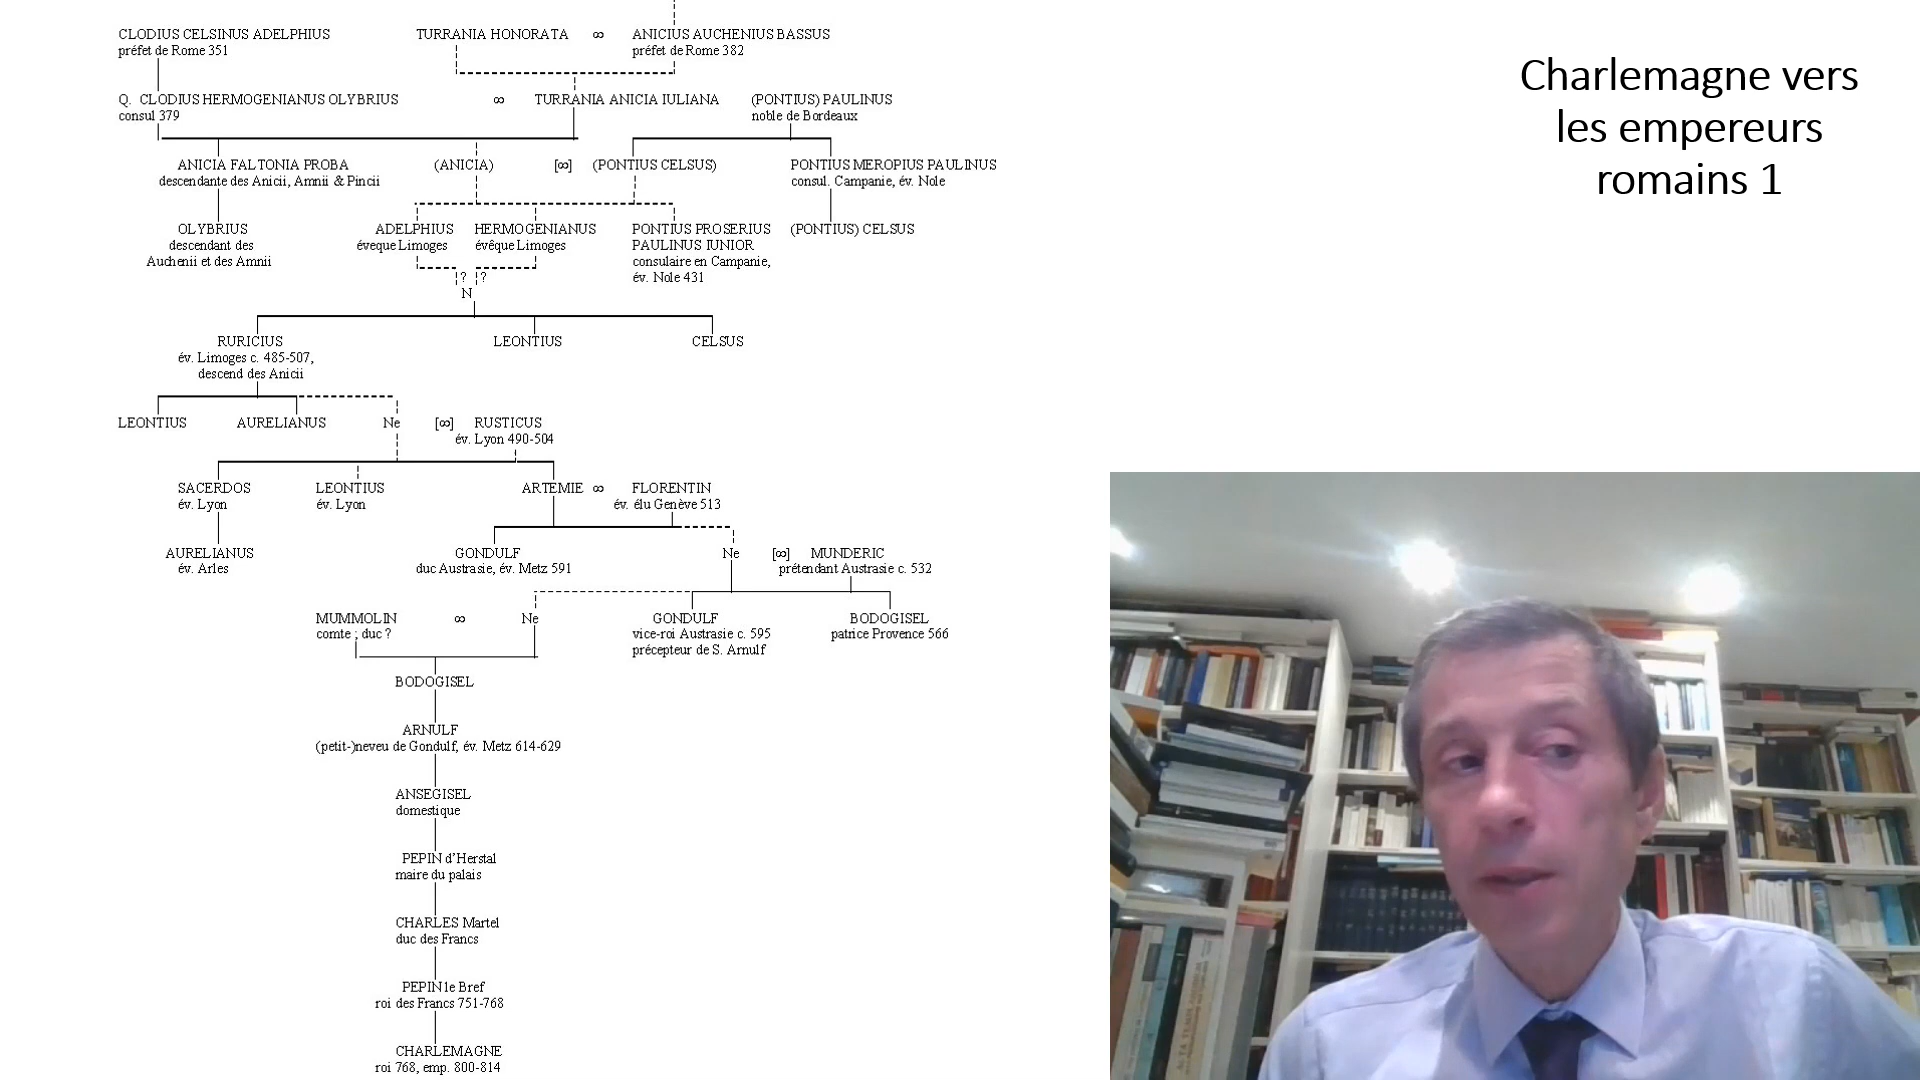 CLODIUS CELSINUS ADELPHIUS
préfet de Rome 351
TURRANIA HONORATA ∞ ANICIUS AUCHENIUS BASSUS
préfet de Rome 382
Charlemagne vers
les empereurs
romains 1
Q. CLODIUS HERMOGENIANUS OLYBRIUS ∞ TURRANIA ANICIA IULIANA
consul 379
(PONTIUS) PAULINUS
noble de Bordeaux
ANICIA FALTONIA PROBA
descendante des Anicii, Amnii & Pincii
(ANICIA) [∞] (PONTIUS CELSUS)
PONTIUS MEROPIUS PAULINUS
consul. Campanie, év. Nole
OLYBRIUS
descendant des
Auchenii et des Amnii
ADELPHIUS
éveque Limoges
HERMOGENIANUS
évêque Limoges
PONTIUS PROSERIUS
PAULINUS IUNIOR
consulaire en Campanie,
év. Nole 431
(PONTIUS) CELSUS
? ?
N
RURICIUS
év. Limoges c. 485-507,
descend des Anicii
LEONTIUS
CELSUS
LEONTIUS
AURELIANUS
Ne [∞] RUSTICUS
év. Lyon 490-504
SACERDOS
év. Lyon
LEONTIUS
év. Lyon
ARTEMIE ∞ FLORENTIN
év. élu Genève 513
AURELIANUS
év. Arles
GONDULF
duc Austrasie, év. Metz 591
Ne [∞] MUNDERIC
prétendant Austrasie c. 532
MUMMOLIN ∞ Ne
comte ; duc ?
GONDULF
vice-roi Austrasie c. 595
précepteur de S. Arnulf
BODOGISEL
patrice Provence 566
BODOGISEL
ARNULF
(petit-)neveu de Gondulf, év. Metz 614-629
ANSEGISEL
domestique
PEPIN d’Herstal
maire du palais
CHARLES Martel
duc des Francs
PEPIN le Bref
roi des Francs 751-768
CHARLEMAGNE
roi 768, emp. 800-814